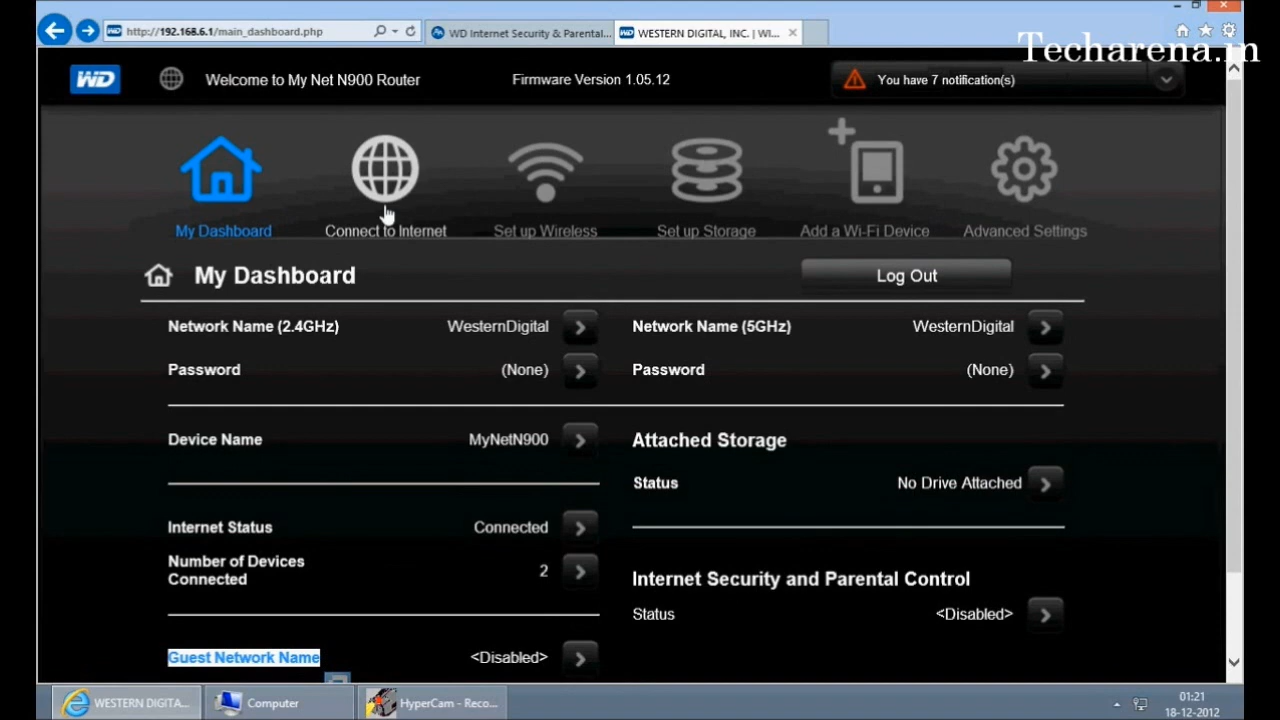 http://192.168.6.1/main_dashboard.php
WD Internet Security & Parental...
WESTERN DIGITAL, INC. | WI...
Techarena.in
WD
Welcome to My Net N900 Router
Firmware Version 1.05.12
You have 7 notification(s)
My Dashboard
Connect to Internet
Set up Wireless
Set up Storage
Add a Wi-Fi Device
Advanced Settings
My Dashboard
Log Out
Network Name (2.4GHz) WesternDigital
Network Name (5GHz) WesternDigital
Password (None)
Password (None)
Device Name MyNetN900
Attached Storage
Status No Drive Attached
Internet Status Connected
Number of Devices
Connected 2
Internet Security and Parental Control
Status <Disabled>
Guest Network Name <Disabled>
WESTERN DIGITA...
Computer
HyperCam - Reco...
01:21
18-12-2012